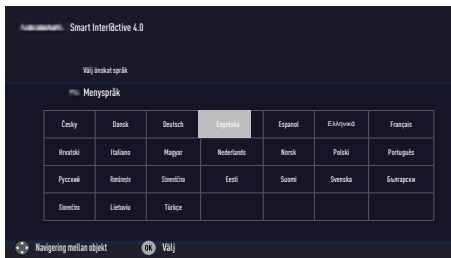 Smart Inter@ctive 4.0
Välj önskat språk
Menyspråk
Česky Dansk Deutsch Engelska Espanol Ελληνικά Français
Hrvatski Italiano Magyar Nederlands Norsk Polski Português
Русский Româneşte Slovenščina Eesti Suomi Svenska Български
Slovenčina Lietuvių Türkçe
Navigering mellan objekt OK Välj